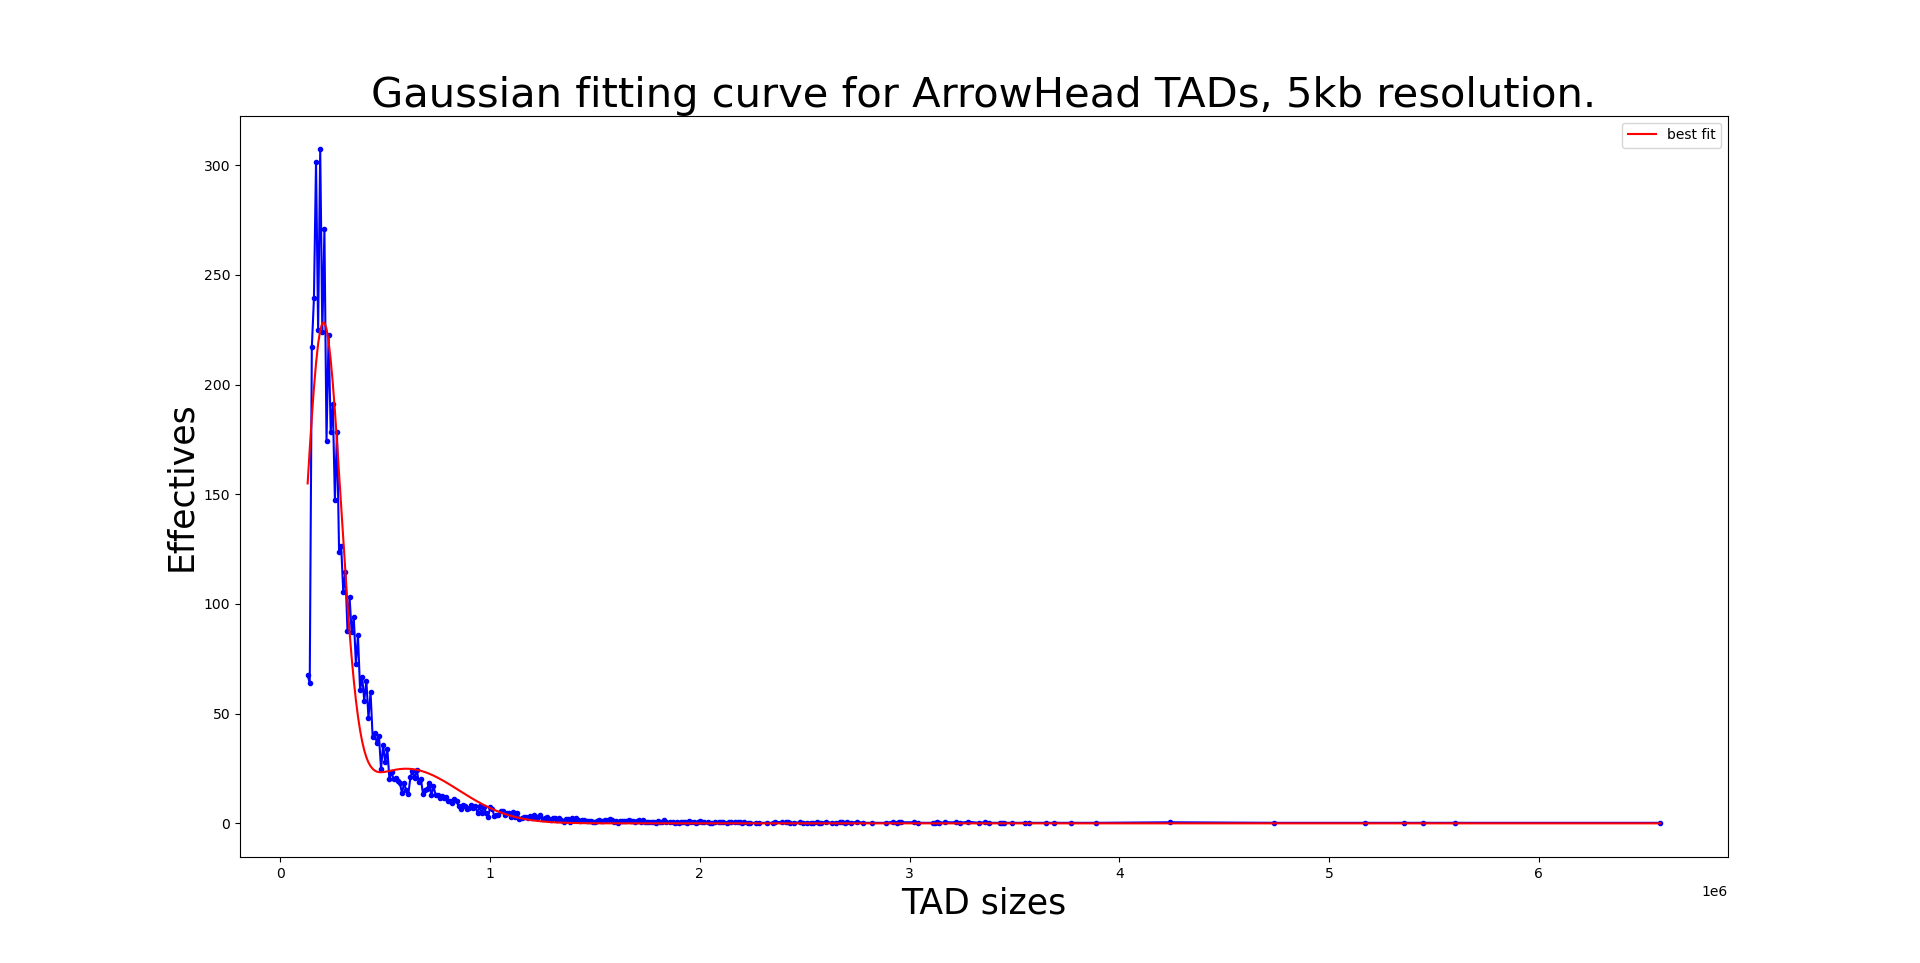 Gaussian fitting curve for ArrowHead TADs, 5kb resolution.
best fit
300
250
200
150
100
50
0
Effectives
0 1 2 3 4 5 6
1e6
TAD sizes